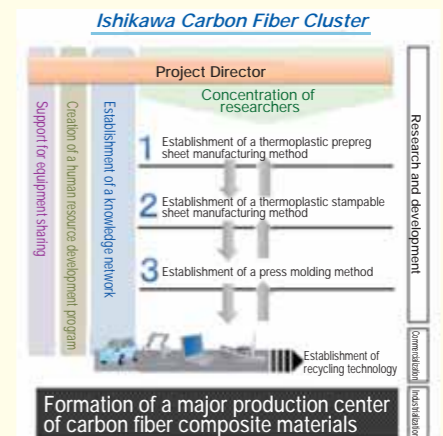 Ishikawa Carbon Fiber Cluster
Project Director
Concentration of
researchers
Support for equipment sharing
Creation of a human resource development program
Establishment of a knowledge network
1 Establishment of a thermoplastic prepreg
sheet manufacturing method
2 Establishment of a thermoplastic stampable
sheet manufacturing method
3 Establishment of a press molding method
Establishment of
recycling technology
Research and development
Commercialization
Industrialization
Formation of a major production center
of carbon fiber composite materials